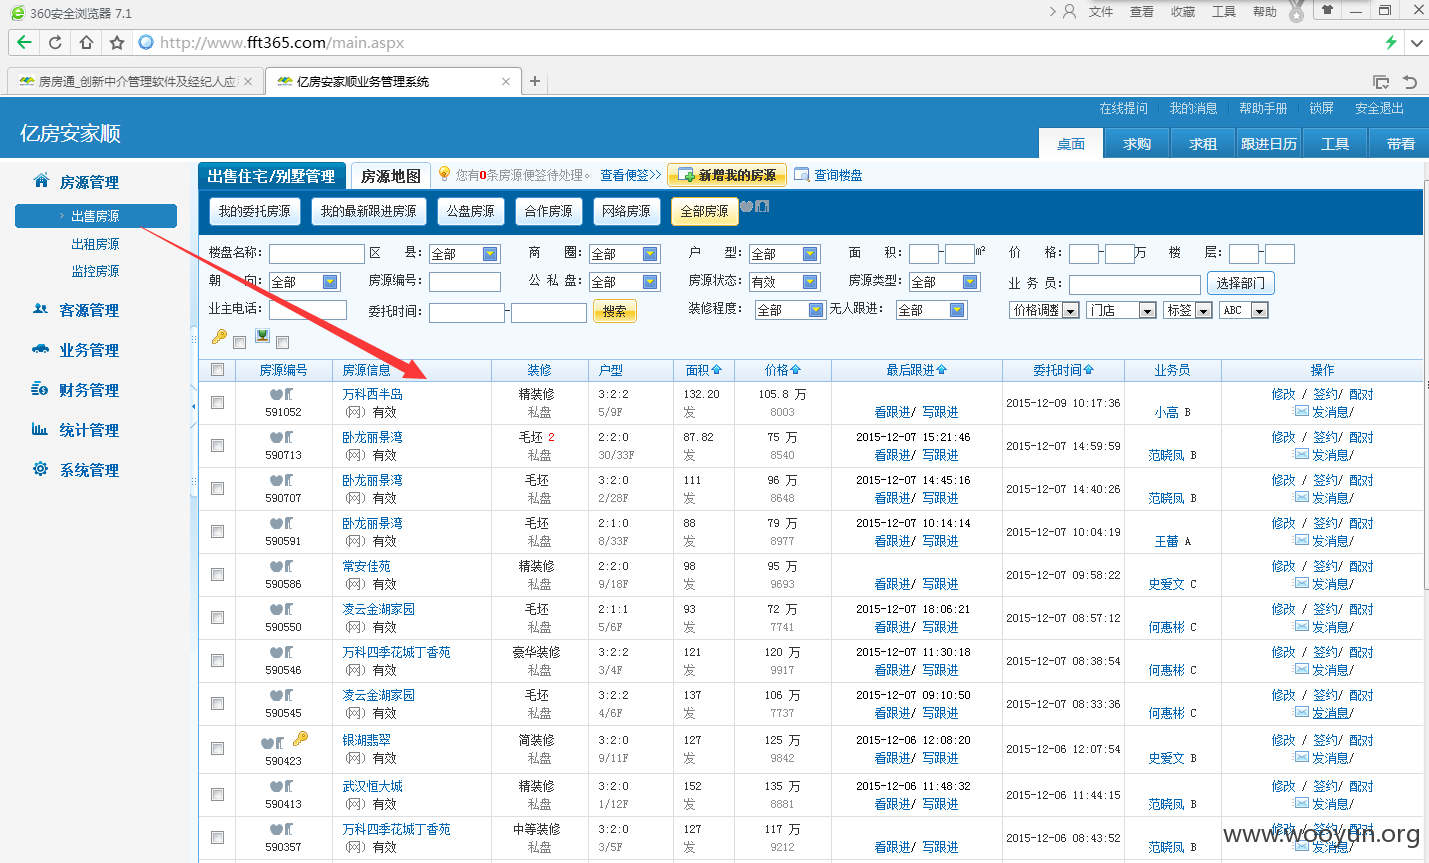 360安全浏览器 7.1
文件 查看 收藏 工具 帮助
http://www.fft365.com/main.aspx
房房通_创新中介管理软件及经纪人应 亿房安家顺业务管理系统
在线提问 我的消息 帮助手册 锁屏 安全退出
亿房安家顺
桌面 求购 求租 跟进日历 工具 带看
房源管理
出售房源
出租房源
监控房源
客源管理
业务管理
财务管理
统计管理
系统管理
出售住宅/别墅管理 房源地图 您有0条房源便签待处理。 查看便签>> 新增我的房源 查询楼盘
我的委托房源 我的最新跟进房源 公盘房源 合作房源 网络房源 全部房源
楼盘名称: 区 县: 全部 商 圈: 全部 户 型: 全部 面 积: - m² 价 格: - 万 楼 层: -
朝 向: 全部 房源编号: 公 私 盘: 全部 房源状态: 有效 房源类型: 全部 业 务 员: 选择部门
业主电话: 委托时间: - 搜索 装修程度: 全部 无人跟进: 全部 价格调整 门店 标签 ABC
房源编号 房源信息 装修 户型 面积 价格 最后跟进 委托时间 业务员 操作
万科西半岛 精装修 3:2:2 132.20 105.8 万 2015-12-09 10:17:36 修改 / 签约/ 配对
591052 (网) 有效 私盘 5/9F 发 8003 看跟进/ 写跟进 小高 B 发消息/
卧龙丽景湾 毛坯 2 2:2:0 87.82 75 万 2015-12-07 15:21:46 2015-12-07 14:59:59 修改 / 签约/ 配对
590713 (网) 有效 私盘 30/33F 发 8540 看跟进/ 写跟进 范晓凤 B 发消息/
卧龙丽景湾 毛坯 3:2:0 111 96 万 2015-12-07 14:45:16 2015-12-07 14:40:26 修改 / 签约/ 配对
590707 (网) 有效 私盘 2/28F 发 8648 看跟进/ 写跟进 范晓凤 B 发消息/
卧龙丽景湾 毛坯 2:1:0 88 79 万 2015-12-07 10:14:14 2015-12-07 10:04:19 修改 / 签约/ 配对
590591 (网) 有效 私盘 8/33F 发 8977 看跟进/ 写跟进 王蕾 A 发消息/
常安佳苑 精装修 2:2:0 98 95 万 2015-12-07 09:58:22 修改 / 签约/ 配对
590586 (网) 有效 私盘 9/18F 发 9693 看跟进/ 写跟进 史爱文 C 发消息/
凌云金湖家园 毛坯 2:1:1 93 72 万 2015-12-07 18:06:21 2015-12-07 08:57:12 修改 / 签约/ 配对
590550 (网) 有效 私盘 5/6F 发 7741 看跟进/ 写跟进 何惠彬 C 发消息/
万科四季花城丁香苑 豪华装修 3:2:2 121 120 万 2015-12-07 11:30:18 2015-12-07 08:38:54 修改 / 签约/ 配对
590546 (网) 有效 私盘 3/4F 发 9917 看跟进/ 写跟进 何惠彬 C 发消息/
凌云金湖家园 毛坯 3:2:2 137 106 万 2015-12-07 09:10:50 2015-12-07 08:33:36 修改 / 签约/ 配对
590545 (网) 有效 私盘 4/6F 发 7737 看跟进/ 写跟进 何惠彬 C 发消息/
银湖翡翠 简装修 3:2:0 127 125 万 2015-12-06 12:08:20 2015-12-06 12:07:54 修改 / 签约/ 配对
590423 (网) 有效 私盘 9/11F 发 9842 看跟进/ 写跟进 史爱文 B 发消息/
武汉恒大城 精装修 3:2:0 152 135 万 2015-12-06 11:48:32 2015-12-06 11:44:15 修改 / 签约/ 配对
590413 (网) 有效 私盘 1/12F 发 8881 看跟进/ 写跟进 范晓凤 B 发消息/
万科四季花城丁香苑 中等装修 3:2:0 127 117 万 2015-12-06 08:43:52 修改 / 签约/ 配对
590357 (网) 有效 私盘 3/5F 发 9212 看跟进/ 写跟进 范晓凤 B 发消息/
www.wooyun.org